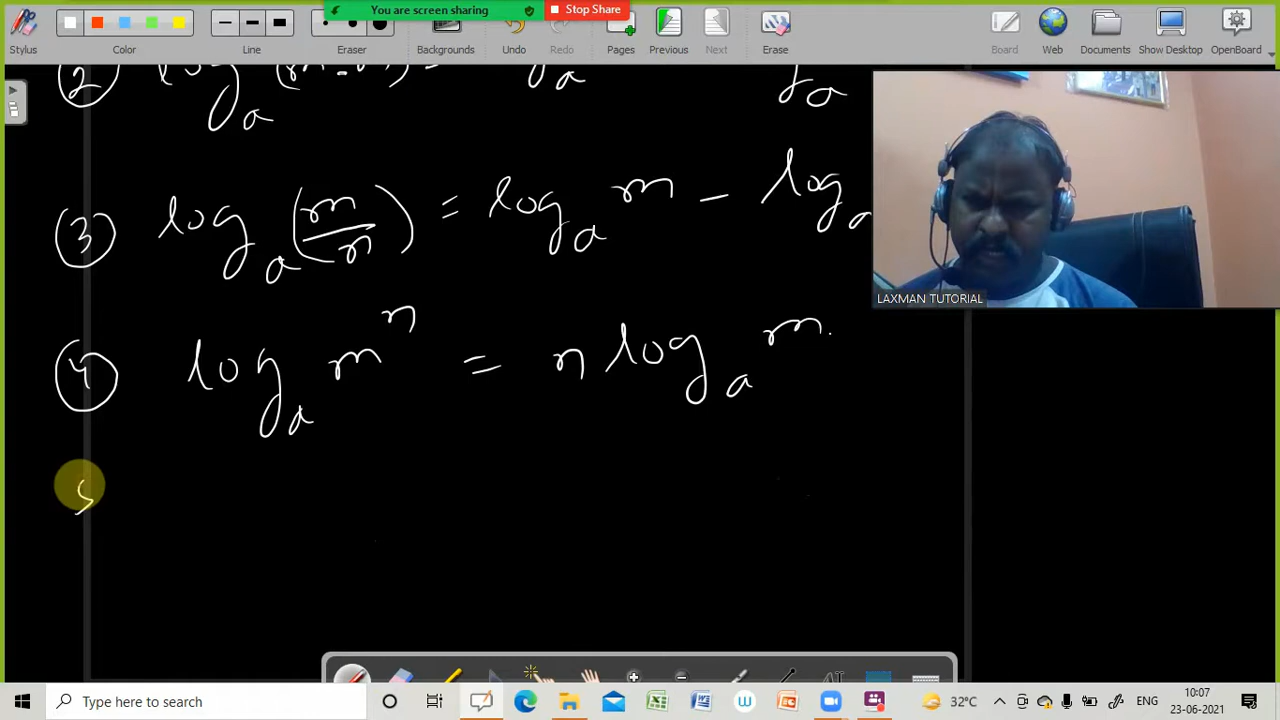 You are screen sharing Stop Share
Stylus Color Line Eraser Backgrounds Undo Redo Pages Previous Next Erase Board Web Documents Show Desktop OpenBoard
② log_a (m
③ log_a (m/n) = log_a m - log_a
LAXMAN TUTORIAL
④ log_a m^n = n log_a m.
5
Type here to search 32°C ENG 10:07
23-06-2021